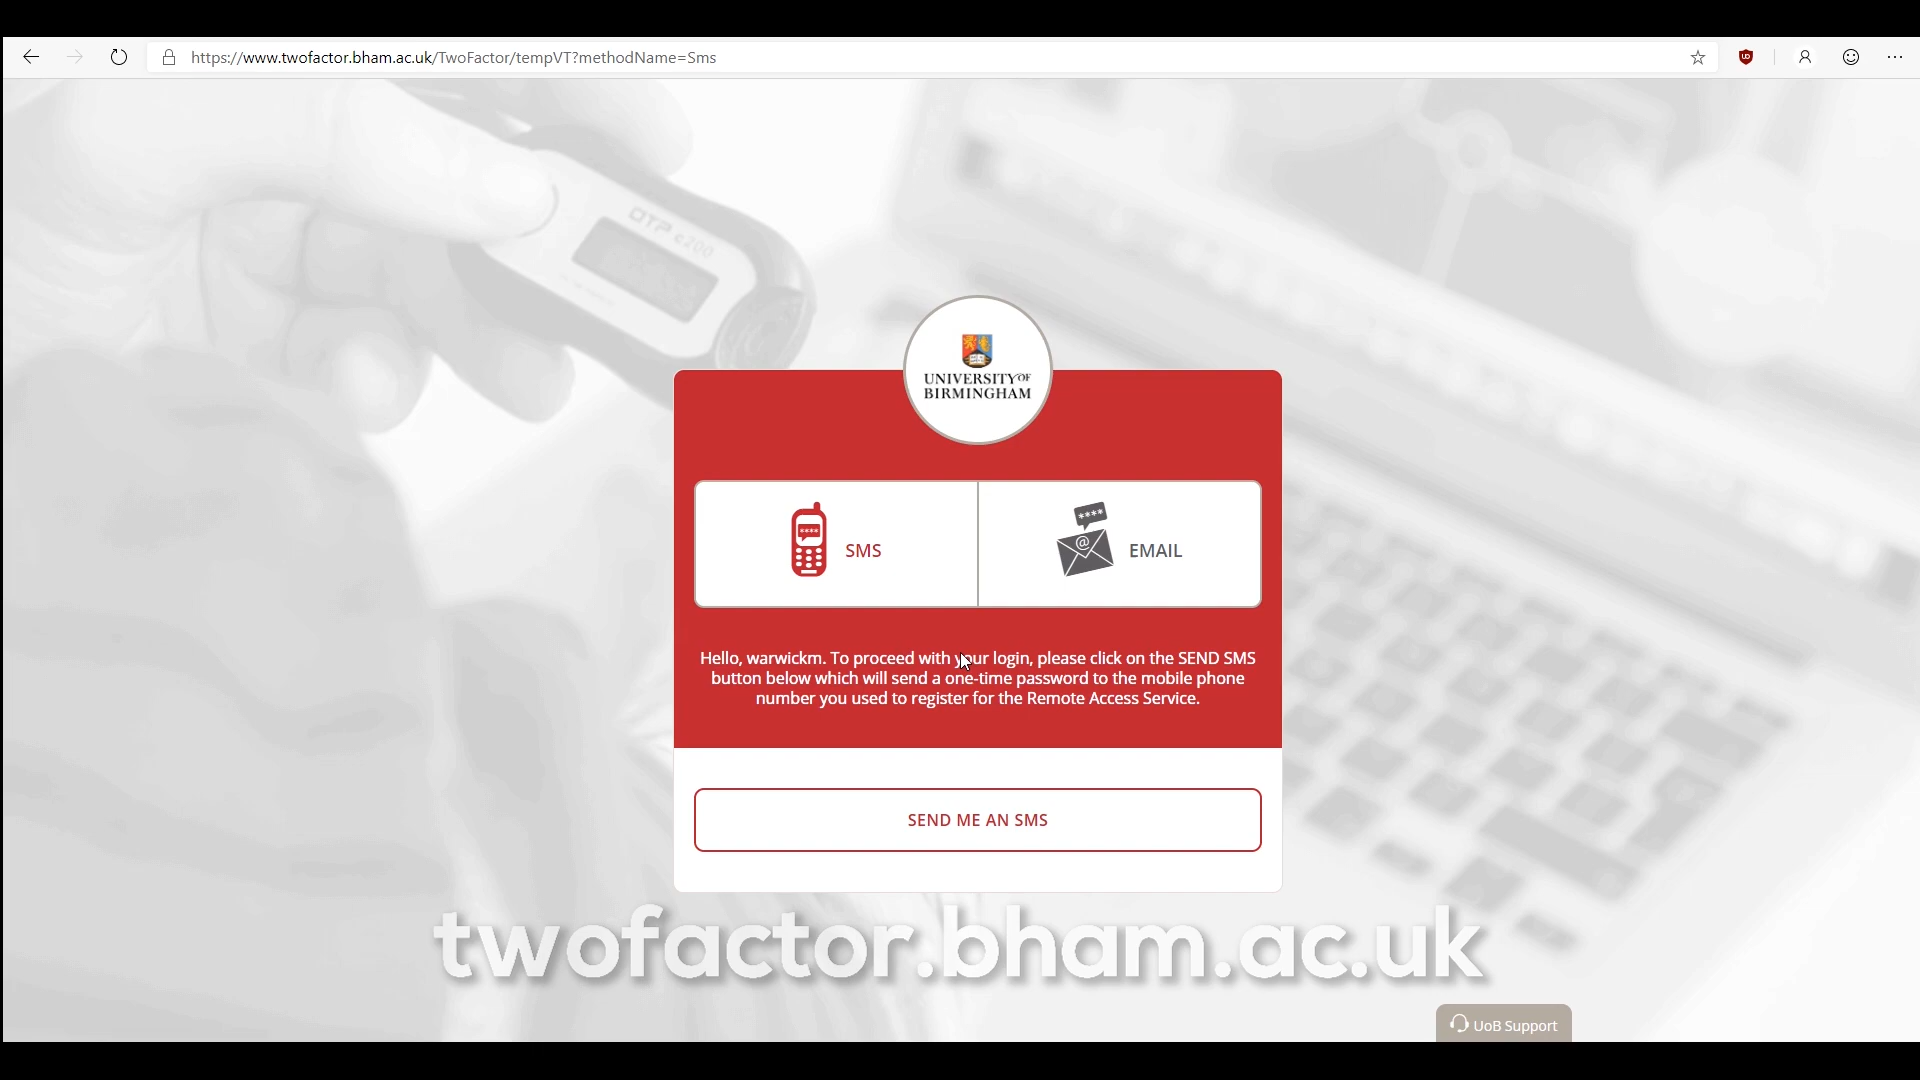 https://www.twofactor.bham.ac.uk/TwoFactor/tempVT?methodName=Sms
OTP e200
UNIVERSITY OF
BIRMINGHAM
****
SMS
****
@
EMAIL
Hello, warwickm. To proceed with your login, please click on the SEND SMS
button below which will send a one-time password to the mobile phone
number you used to register for the Remote Access Service.
SEND ME AN SMS
twofactor.bham.ac.uk
UoB Support